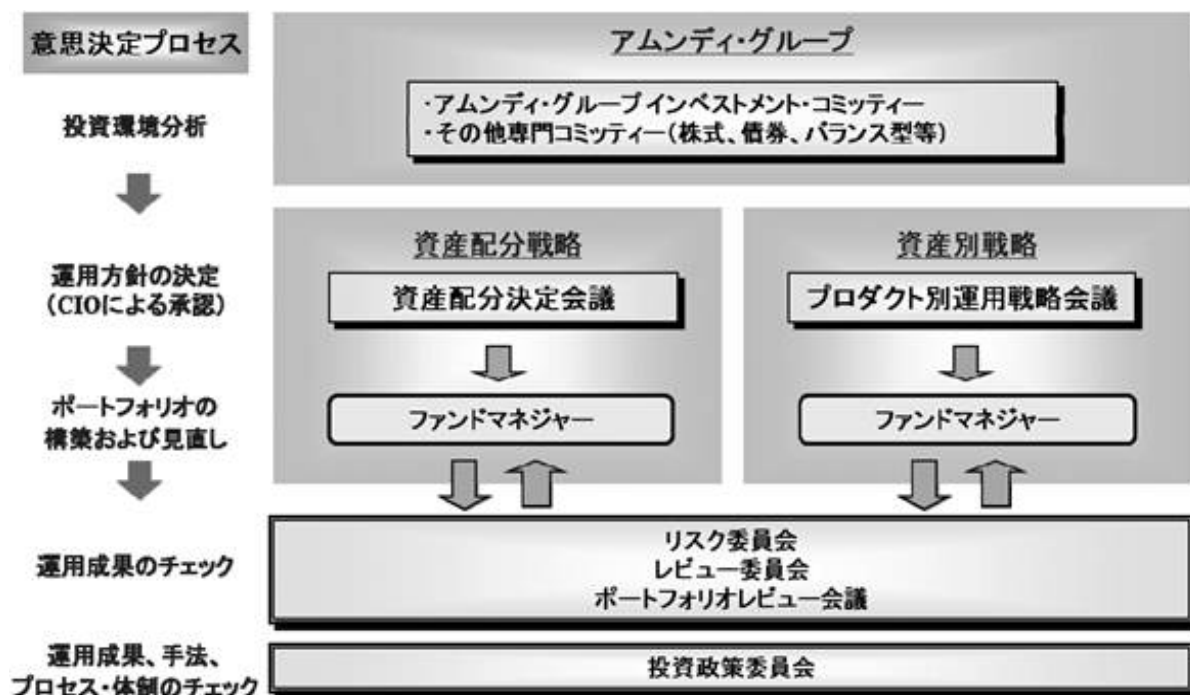 意思決定プロセス
アムンディ・グループ
投資環境分析
・アムンディ・グループ インベストメント・コミッティー
・その他専門コミッティー（株式、債券、バランス型等）
運用方針の決定
（CIOによる承認）
資産配分戦略
資産配分決定会議
資産別戦略
プロダクト別運用戦略会議
ポートフォリオの
構築および見直し
ファンドマネジャー
ファンドマネジャー
運用成果のチェック
リスク委員会
レビュー委員会
ポートフォリオレビュー会議
運用成果、手法、
プロセス・体制のチェック
投資政策委員会